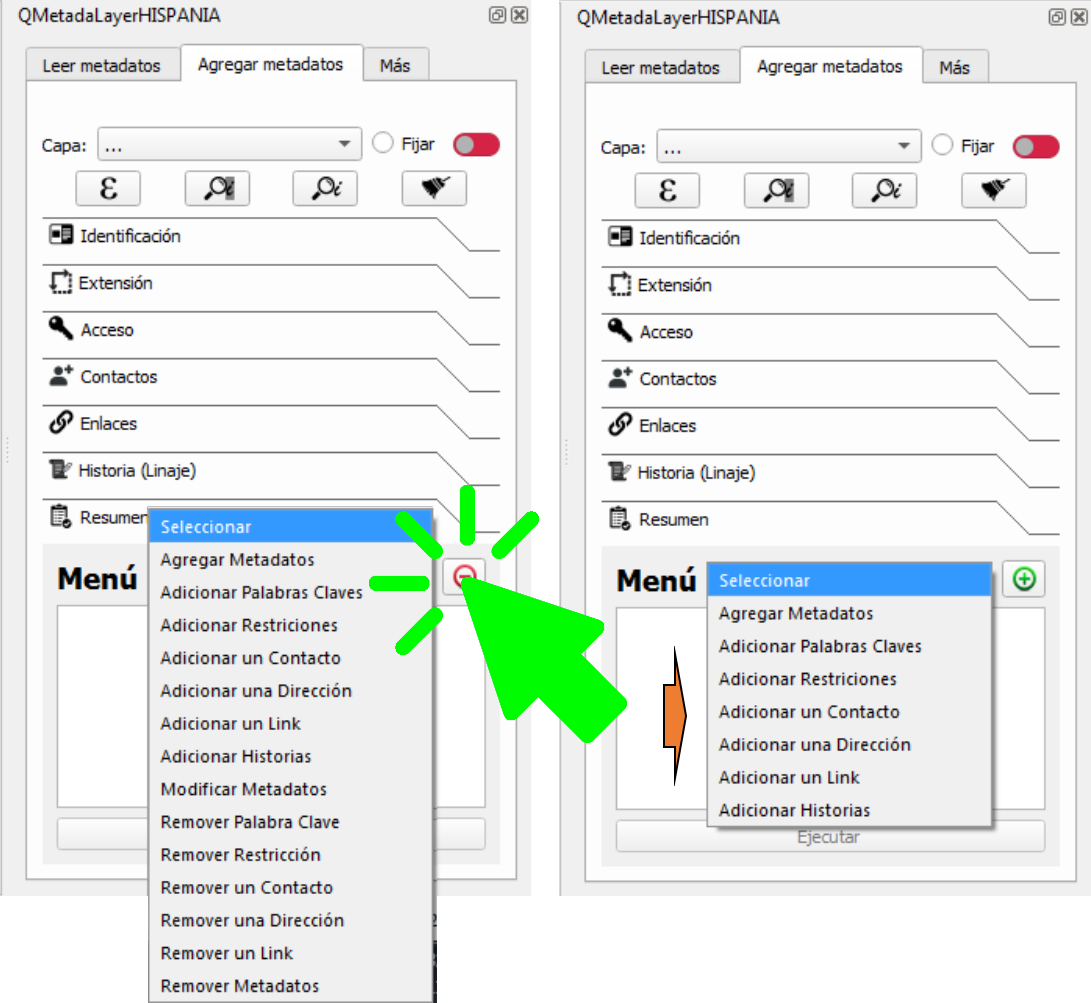 QMetadaLayerHISPANIA
Leer metadatos
Agregar metadatos
Más
Capa:
...
Fijar
ε
i
i
Identificación
Extensión
Acceso
Contactos
Enlaces
Historia (Linaje)
Resumen
Menú
Seleccionar
Agregar Metadatos
Adicionar Palabras Claves
Adicionar Restriciones
Adicionar un Contacto
Adicionar una Dirección
Adicionar un Link
Adicionar Historias
Modificar Metadatos
Remover Palabra Clave
Remover Restricción
Remover un Contacto
Remover una Dirección
Remover un Link
Remover Metadatos
QMetadaLayerHISPANIA
Leer metadatos
Agregar metadatos
Más
Capa:
...
Fijar
ε
i
i
Identificación
Extensión
Acceso
Contactos
Enlaces
Historia (Linaje)
Resumen
Menú
Seleccionar
Agregar Metadatos
Adicionar Palabras Claves
Adicionar Restriciones
Adicionar un Contacto
Adicionar una Dirección
Adicionar un Link
Adicionar Historias
Ejecutar